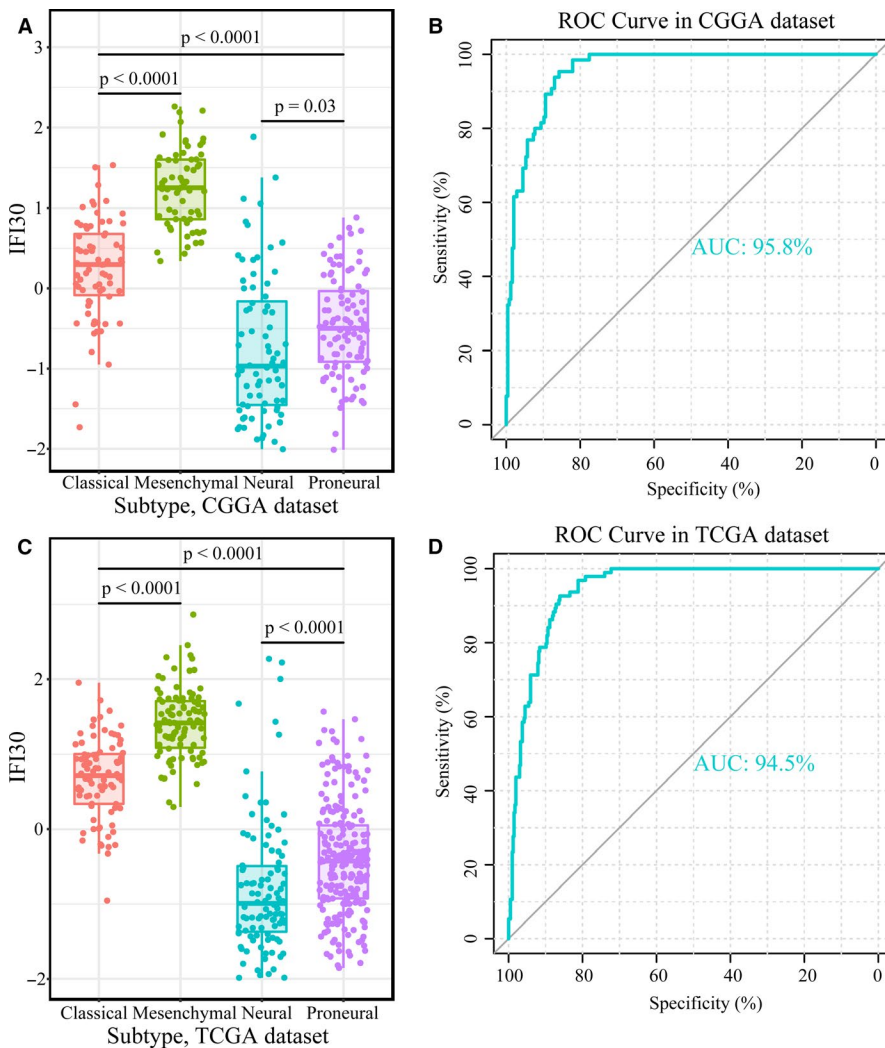 A
3
2
1
0
−1
−2
IFI30
p < 0.0001
p < 0.0001
p = 0.03
Classical Mesenchymal Neural Proneural
Subtype, CGGA dataset
B
ROC Curve in CGGA dataset
100
80
60
40
20
0
Sensitivity (%)
AUC: 95.8%
100 80 60 40 20 0
Specificity (%)
C
2
0
−2
IFI30
p < 0.0001
p < 0.0001
p < 0.0001
Classical Mesenchymal Neural Proneural
Subtype, TCGA dataset
D
ROC Curve in TCGA dataset
100
80
60
40
20
0
Sensitivity (%)
AUC: 94.5%
100 80 60 40 20 0
Specificity (%)